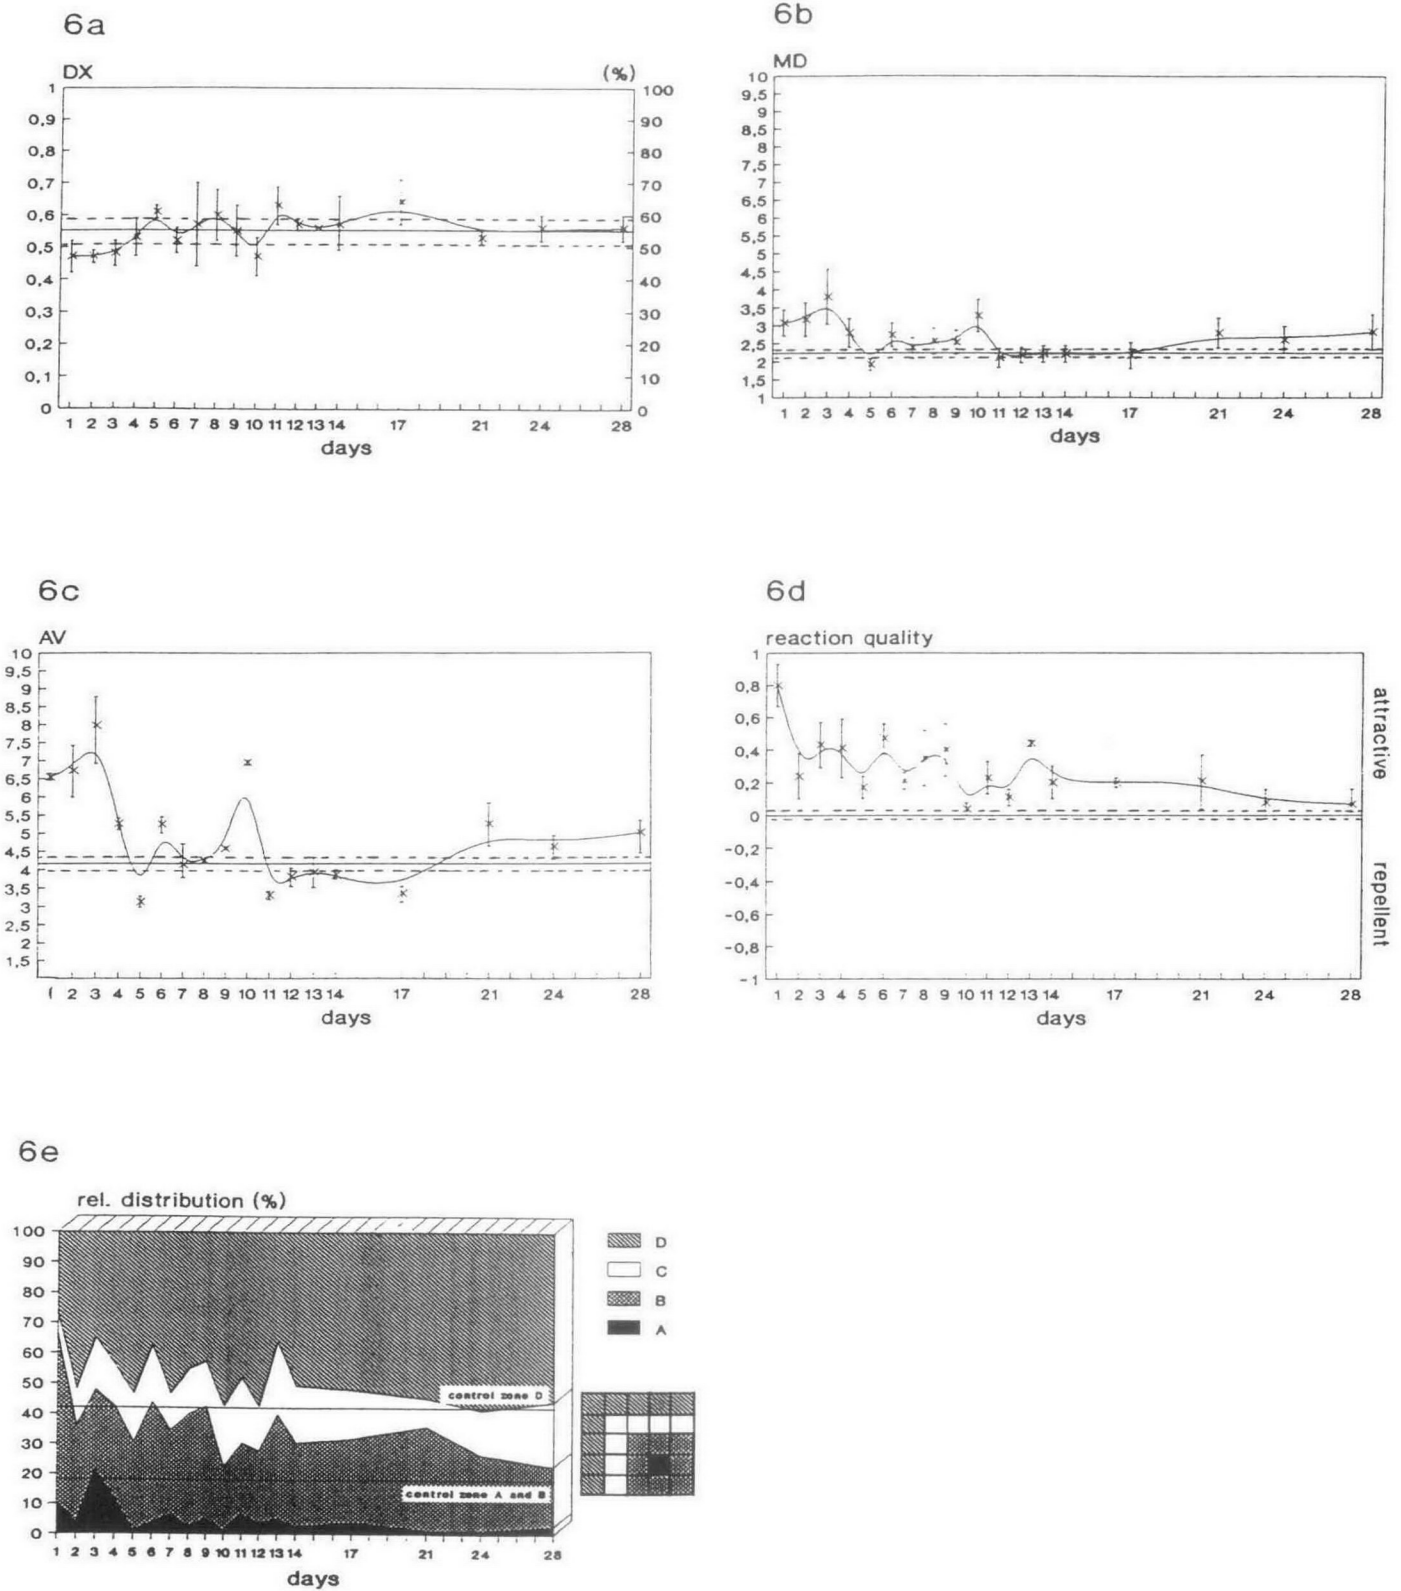 6a
DX (%)
1
0,9
0,8
0,7
0,6
0,5
0,4
0,3
0,2
0,1
0
100
90
80
70
60
50
40
30
20
10
0
1 2 3 4 5 6 7 8 9 10 11 12 13 14 17 21 24 28
days
6b
MD
10
9,5
9
8,5
8
7,5
7
6,5
6
5,5
5
4,5
4
3,5
3
2,5
2
1,5
1
1 2 3 4 5 6 7 8 9 10 11 12 13 14 17 21 24 28
days
6c
AV
10
9,5
9
8,5
8
7,5
7
6,5
6
5,5
5
4,5
4
3,5
3
2,5
2
1,5
1 2 3 4 5 6 7 8 9 10 11 12 13 14 17 21 24 28
days
6d
reaction quality
1
0,8
0,6
0,4
0,2
0
-0,2
-0,4
-0,6
-0,8
-1
attractive
repellent
1 2 3 4 5 6 7 8 9 10 11 12 13 14 17 21 24 28
days
6e
rel. distribution (%)
100
90
80
70
60
50
40
30
20
10
0
control zone D
control zone A and B
1 2 3 4 5 6 7 8 9 10 11 12 13 14 17 21 24 28
days
D
C
B
A